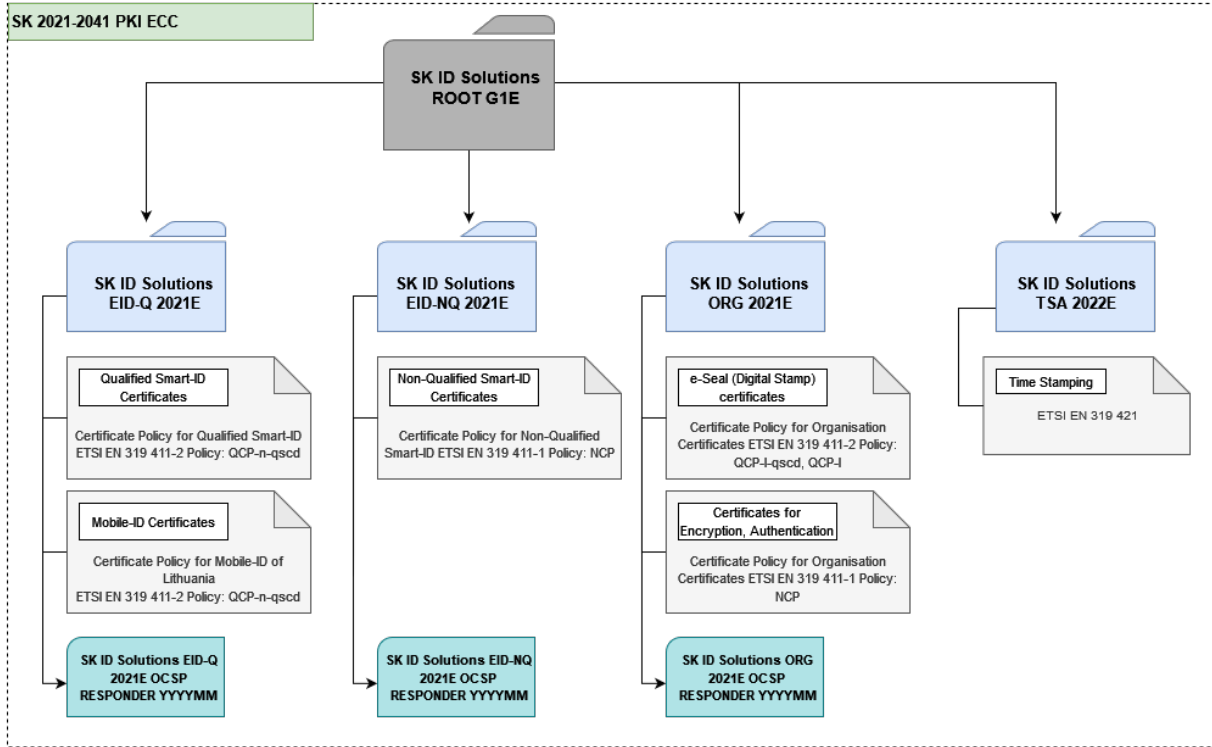 SK 2021-2041 PKI ECC
SK ID Solutions
ROOT G1E
SK ID Solutions
EID-Q 2021E
SK ID Solutions
EID-NQ 2021E
SK ID Solutions
ORG 2021E
SK ID Solutions
TSA 2022E
Qualified Smart-ID
Certificates
Certificate Policy for Qualified Smart-ID
ETSI EN 319 411-2 Policy: QCP-n-qscd
Non-Qualified Smart-ID
Certificates
Certificate Policy for Non-Qualified
Smart-ID ETSI EN 319 411-1 Policy: NCP
e-Seal (Digital Stamp)
certificates
Certificate Policy for Organisation
Certificates ETSI EN 319 411-2 Policy:
QCP-l-qscd, QCP-l
Time Stamping
ETSI EN 319 421
Mobile-ID Certificates
Certificate Policy for Mobile-ID of
Lithuania
ETSI EN 319 411-2 Policy: QCP-n-qscd
Certificates for
Encryption, Authentication
Certificate Policy for Organisation
Certificates ETSI EN 319 411-1 Policy:
NCP
SK ID Solutions EID-Q
2021E OCSP
RESPONDER YYYYMM
SK ID Solutions EID-NQ
2021E OCSP
RESPONDER YYYYMM
SK ID Solutions ORG
2021E OCSP
RESPONDER YYYYMM